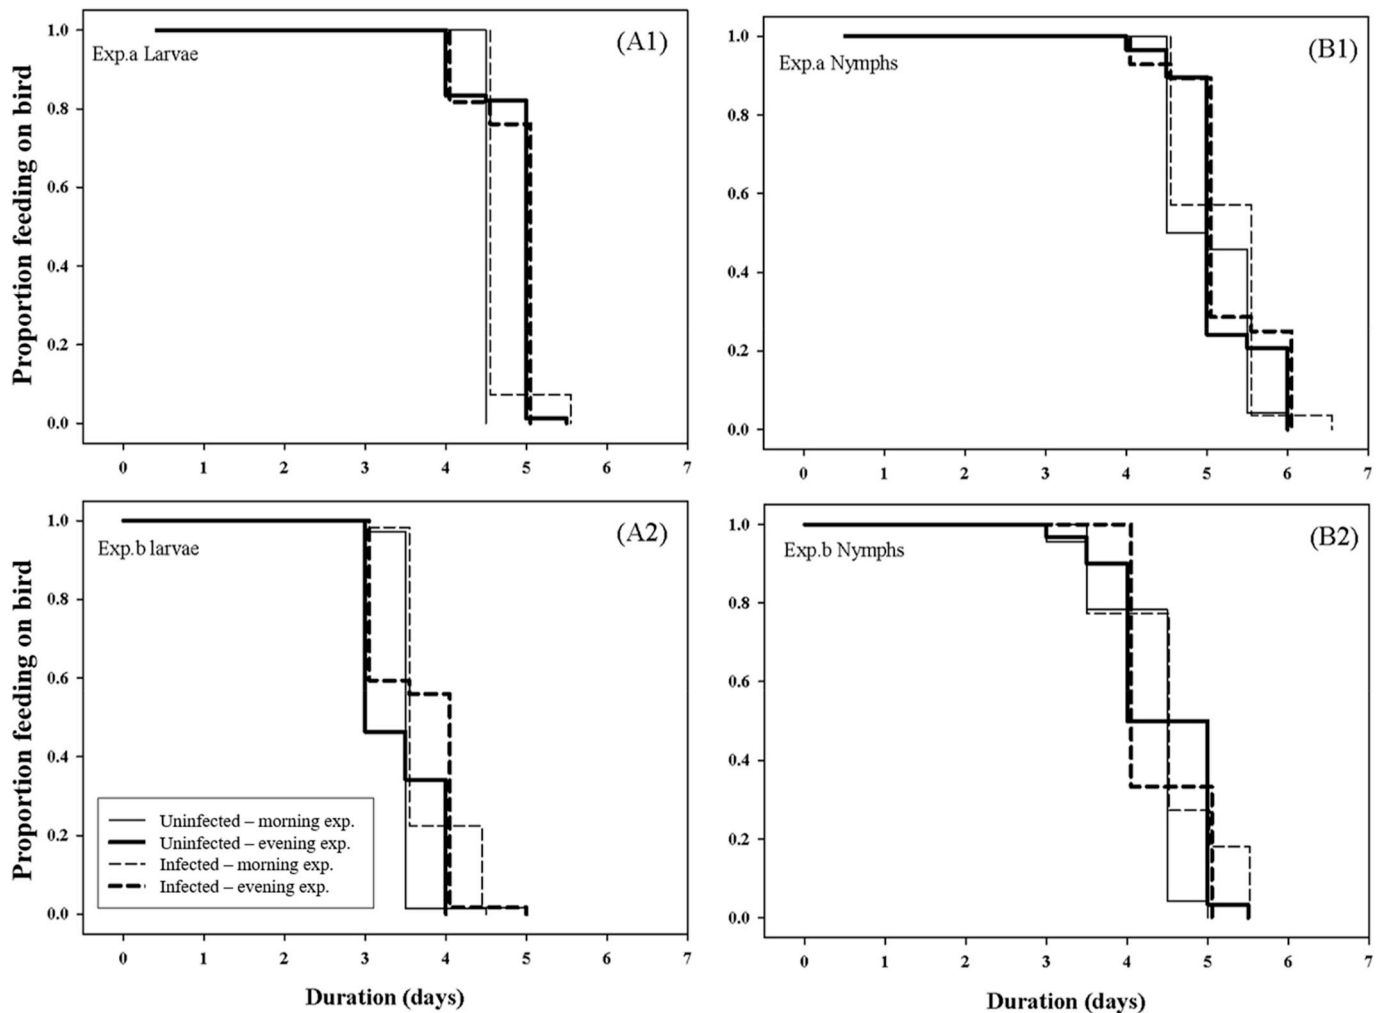 Proportion feeding on bird
1.0
0.8
0.6
0.4
0.2
0.0
Exp.a Larvae
(A1)
0 1 2 3 4 5 6 7
1.0
0.8
0.6
0.4
0.2
0.0
Exp.a Nymphs
(B1)
0 1 2 3 4 5 6 7
Proportion feeding on bird
1.0
0.8
0.6
0.4
0.2
0.0
Exp.b larvae
(A2)
Uninfected – morning exp.
Uninfected – evening exp.
Infected – morning exp.
Infected – evening exp.
0 1 2 3 4 5 6 7
Duration (days)
1.0
0.8
0.6
0.4
0.2
0.0
Exp.b Nymphs
(B2)
0 1 2 3 4 5 6 7
Duration (days)